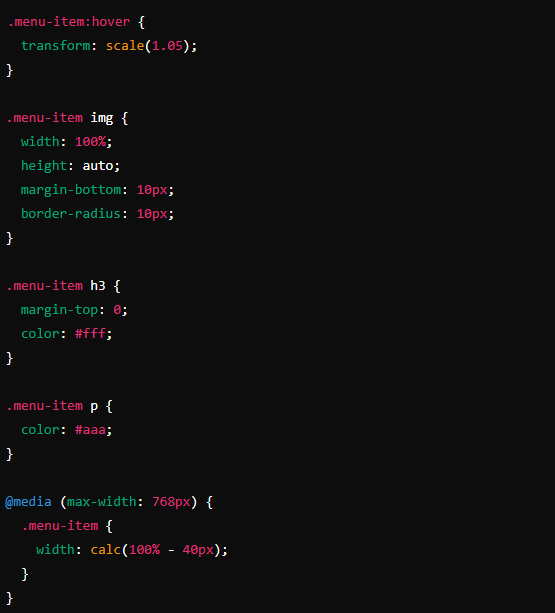 .menu-item:hover {
  transform: scale(1.05);
}

.menu-item img {
  width: 100%;
  height: auto;
  margin-bottom: 10px;
  border-radius: 10px;
}

.menu-item h3 {
  margin-top: 0;
  color: #fff;
}

.menu-item p {
  color: #aaa;
}

@media (max-width: 768px) {
  .menu-item {
    width: calc(100% - 40px);
  }
}